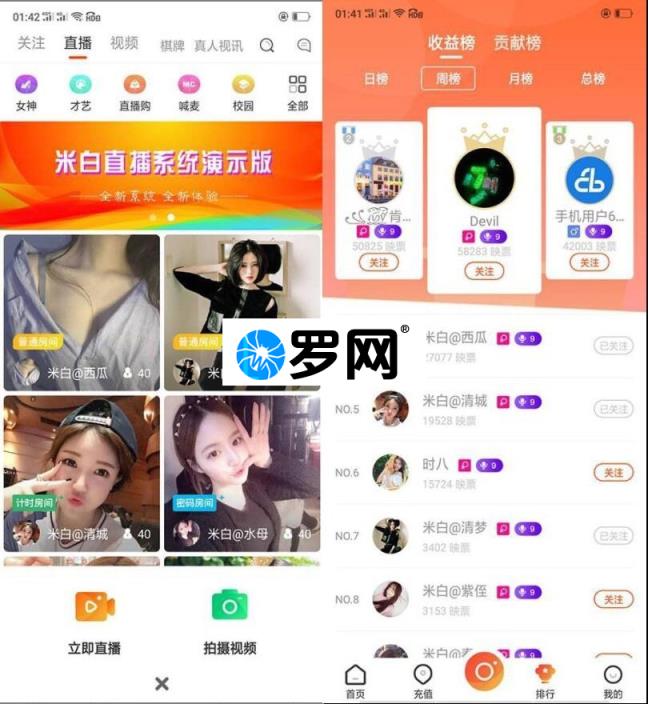 01:42
关注 直播 视频 棋牌 真人视讯
女神 才艺 直播购 喊麦 校园 全部
MC
米白直播系统演示版
全新系统 全新体验
普通房间
米白@西瓜 40
普通房间
计时房间
米白@清城 40
密码房间
米白@水母 40
立即直播 拍摄视频
罗网®
01:41
收益榜 贡献榜
日榜 周榜 月榜 总榜
2
肯...
9
50825 映票
关注
Devil
9
58283 映票
关注
3
手机用户6...
9
42003 映票
关注
米白@西瓜 9
7077 映票
已关注
NO.5
米白@清城 9
19528 映票
已关注
NO.6
时八 9
15724 映票
关注
NO.7
米白@清梦 9
3402 映票
已关注
NO.8
米白@紫侄 9
3153 映票
关注
首页 充值 排行 我的